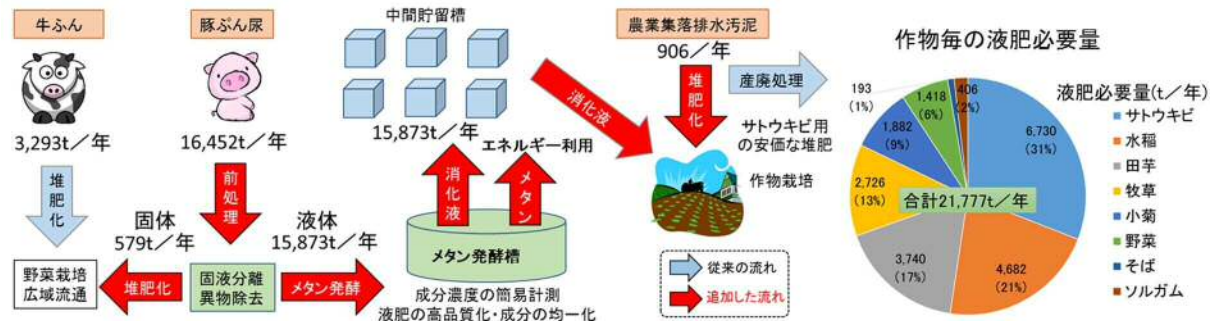 牛ふん
3,293t／年
堆肥化
野菜栽培
広域流通
豚ぷん尿
16,452t／年
前処理
固体
579t／年
堆肥化
固液分離
異物除去
液体
15,873t／年
メタン発酵
中間貯留槽
15,873t／年
エネルギー利用
消化液
メタン
メタン発酵槽
成分濃度の簡易計測
液肥の高品質化・成分の均一化
消化液
農業集落排水汚泥
906／年
堆肥化
産廃処理
サトウキビ用
の安価な堆肥
作物栽培
従来の流れ
追加した流れ
作物毎の液肥必要量
193
(1%)
406
(2%)
1,418
(6%)
1,882
(9%)
2,726
(13%)
3,740
(17%)
4,682
(21%)
6,730
(31%)
合計21,777t／年
液肥必要量(t／年)
サトウキビ
水稲
田芋
牧草
小菊
野菜
そば
ソルガム